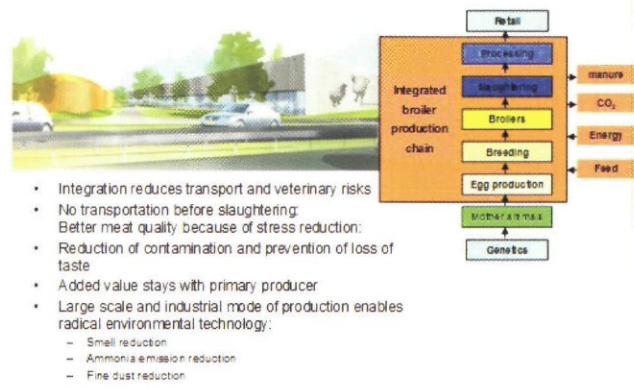 Retail
Processing
Slaughtering
Integrated
broiler
production
chain
Broilers
Breeding
Egg production
Mother animals
Genetics
manure
CO₂
Energy
Feed
• Integration reduces transport and veterinary risks
• No transportation before slaughtering:
Better meat quality because of stress reduction:
• Reduction of contamination and prevention of loss of
taste
• Added value stays with primary producer
• Large scale and industrial mode of production enables
radical environmental technology:
– Smell reduction
– Ammonia emission reduction
– Fine dust reduction